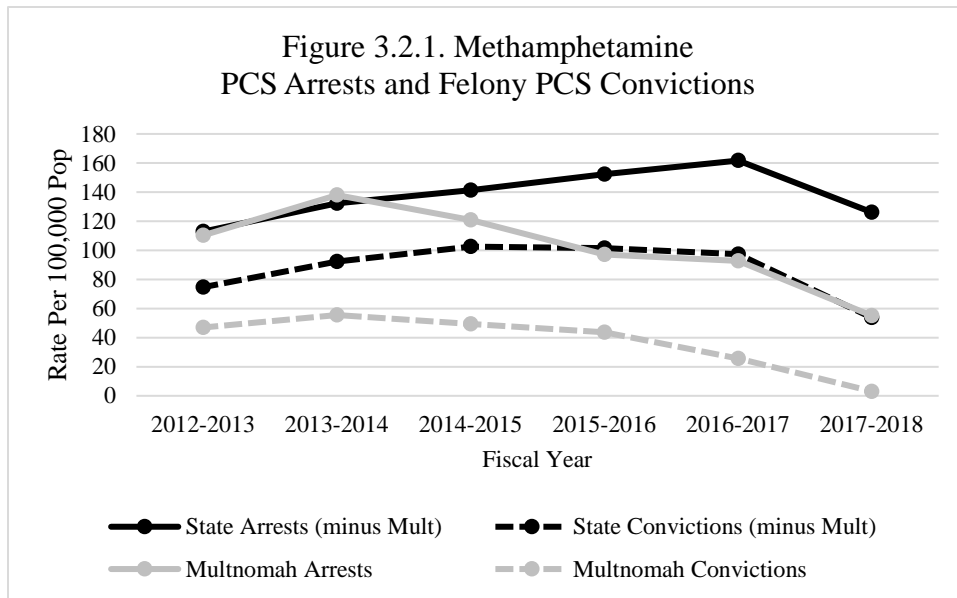 Figure 3.2.1. Methamphetamine
PCS Arrests and Felony PCS Convictions
Rate Per 100,000 Pop
180
160
140
120
100
80
60
40
20
0
2012-2013 2013-2014 2014-2015 2015-2016 2016-2017 2017-2018
Fiscal Year
State Arrests (minus Mult) State Convictions (minus Mult)
Multnomah Arrests Multnomah Convictions